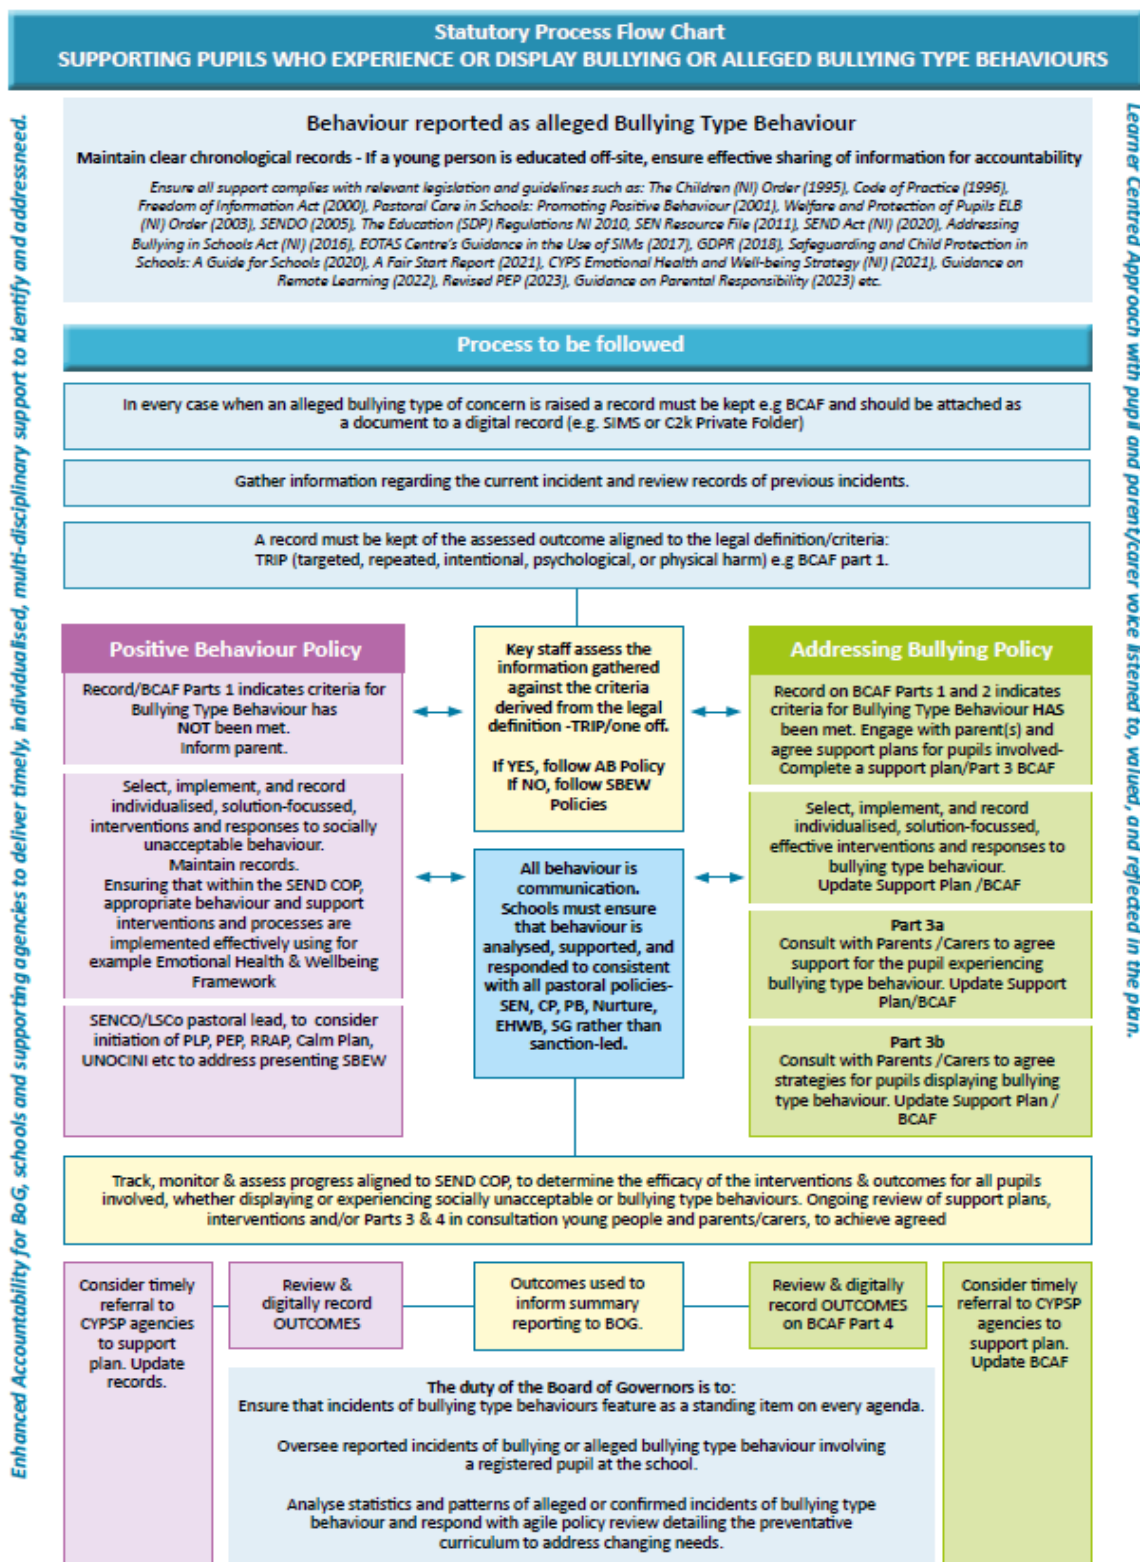 Statutory Process Flow Chart
SUPPORTING PUPILS WHO EXPERIENCE OR DISPLAY BULLYING OR ALLEGED BULLYING TYPE BEHAVIOURS
Enhanced Accountability for BoG, schools and supporting agencies to deliver timely, individualised, multi-disciplinary support to identify and addressneed.
Learner Centred Approach with pupil and parent/carer voice listened to, valued, and reflected in the plan.
Behaviour reported as alleged Bullying Type Behaviour
Maintain clear chronological records - If a young person is educated off-site, ensure effective sharing of information for accountability
Ensure all support complies with relevant legislation and guidelines such as: The Children (NI) Order (1995), Code of Practice (1996),
Freedom of Information Act (2000), Pastoral Care in Schools: Promoting Positive Behaviour (2001), Welfare and Protection of Pupils ELB
(NI) Order (2003), SENDO (2005), The Education (SDP) Regulations NI 2010, SEN Resource File (2011), SEND Act (NI) (2020), Addressing
Bullying in Schools Act (NI) (2016), EOTAS Centre's Guidance in the Use of SIMs (2017), GDPR (2018), Safeguarding and Child Protection in
Schools: A Guide for Schools (2020), A Fair Start Report (2021), CYPS Emotional Health and Well-being Strategy (NI) (2021), Guidance on
Remote Learning (2022), Revised PEP (2023), Guidance on Parental Responsibility (2023) etc.
Process to be followed
In every case when an alleged bullying type of concern is raised a record must be kept e.g BCAF and should be attached as
a document to a digital record (e.g. SIMS or C2k Private Folder)
Gather information regarding the current incident and review records of previous incidents.
A record must be kept of the assessed outcome aligned to the legal definition/criteria:
TRIP (targeted, repeated, intentional, psychological, or physical harm) e.g BCAF part 1.
Positive Behaviour Policy
Record/BCAF Parts 1 indicates criteria for
Bullying Type Behaviour has
NOT been met.
Inform parent.
Select, implement, and record
individualised, solution-focussed,
interventions and responses to socially
unacceptable behaviour.
Maintain records.
Ensuring that within the SEND COP,
appropriate behaviour and support
interventions and processes are
implemented effectively using for
example Emotional Health & Wellbeing
Framework
SENCO/LSCo pastoral lead, to consider
initiation of PLP, PEP, RRAP, Calm Plan,
UNOCINI etc to address presenting SBEW
Key staff assess the
information gathered
against the criteria
derived from the legal
definition -TRIP/one off.
If YES, follow AB Policy
If NO, follow SBEW
Policies
All behaviour is
communication.
Schools must ensure
that behaviour is
analysed, supported, and
responded to consistent
with all pastoral policies-
SEN, CP, PB, Nurture,
EHWB, SG rather than
sanction-led.
Addressing Bullying Policy
Record on BCAF Parts 1 and 2 indicates
criteria for Bullying Type Behaviour HAS
been met. Engage with parent(s) and
agree support plans for pupils involved-
Complete a support plan/Part 3 BCAF
Select, implement, and record
individualised, solution-focussed,
effective interventions and responses to
bullying type behaviour.
Update Support Plan /BCAF
Part 3a
Consult with Parents /Carers to agree
support for the pupil experiencing
bullying type behaviour. Update Support
Plan/BCAF
Part 3b
Consult with Parents /Carers to agree
strategies for pupils displaying bullying
type behaviour. Update Support Plan /
BCAF
Track, monitor & assess progress aligned to SEND COP, to determine the efficacy of the interventions & outcomes for all pupils
involved, whether displaying or experiencing socially unacceptable or bullying type behaviours. Ongoing review of support plans,
interventions and/or Parts 3 & 4 in consultation young people and parents/carers, to achieve agreed
Consider timely
referral to
CYPSP agencies
to support
plan. Update
records.
Review &
digitally record
OUTCOMES
Outcomes used to
inform summary
reporting to BOG.
Review & digitally
record OUTCOMES
on BCAF Part 4
Consider timely
referral to CYPSP
agencies to
support plan.
Update BCAF
The duty of the Board of Governors is to:
Ensure that incidents of bullying type behaviours feature as a standing item on every agenda.
Oversee reported incidents of bullying or alleged bullying type behaviour involving
a registered pupil at the school.
Analyse statistics and patterns of alleged or confirmed incidents of bullying type
behaviour and respond with agile policy review detailing the preventative
curriculum to address changing needs.